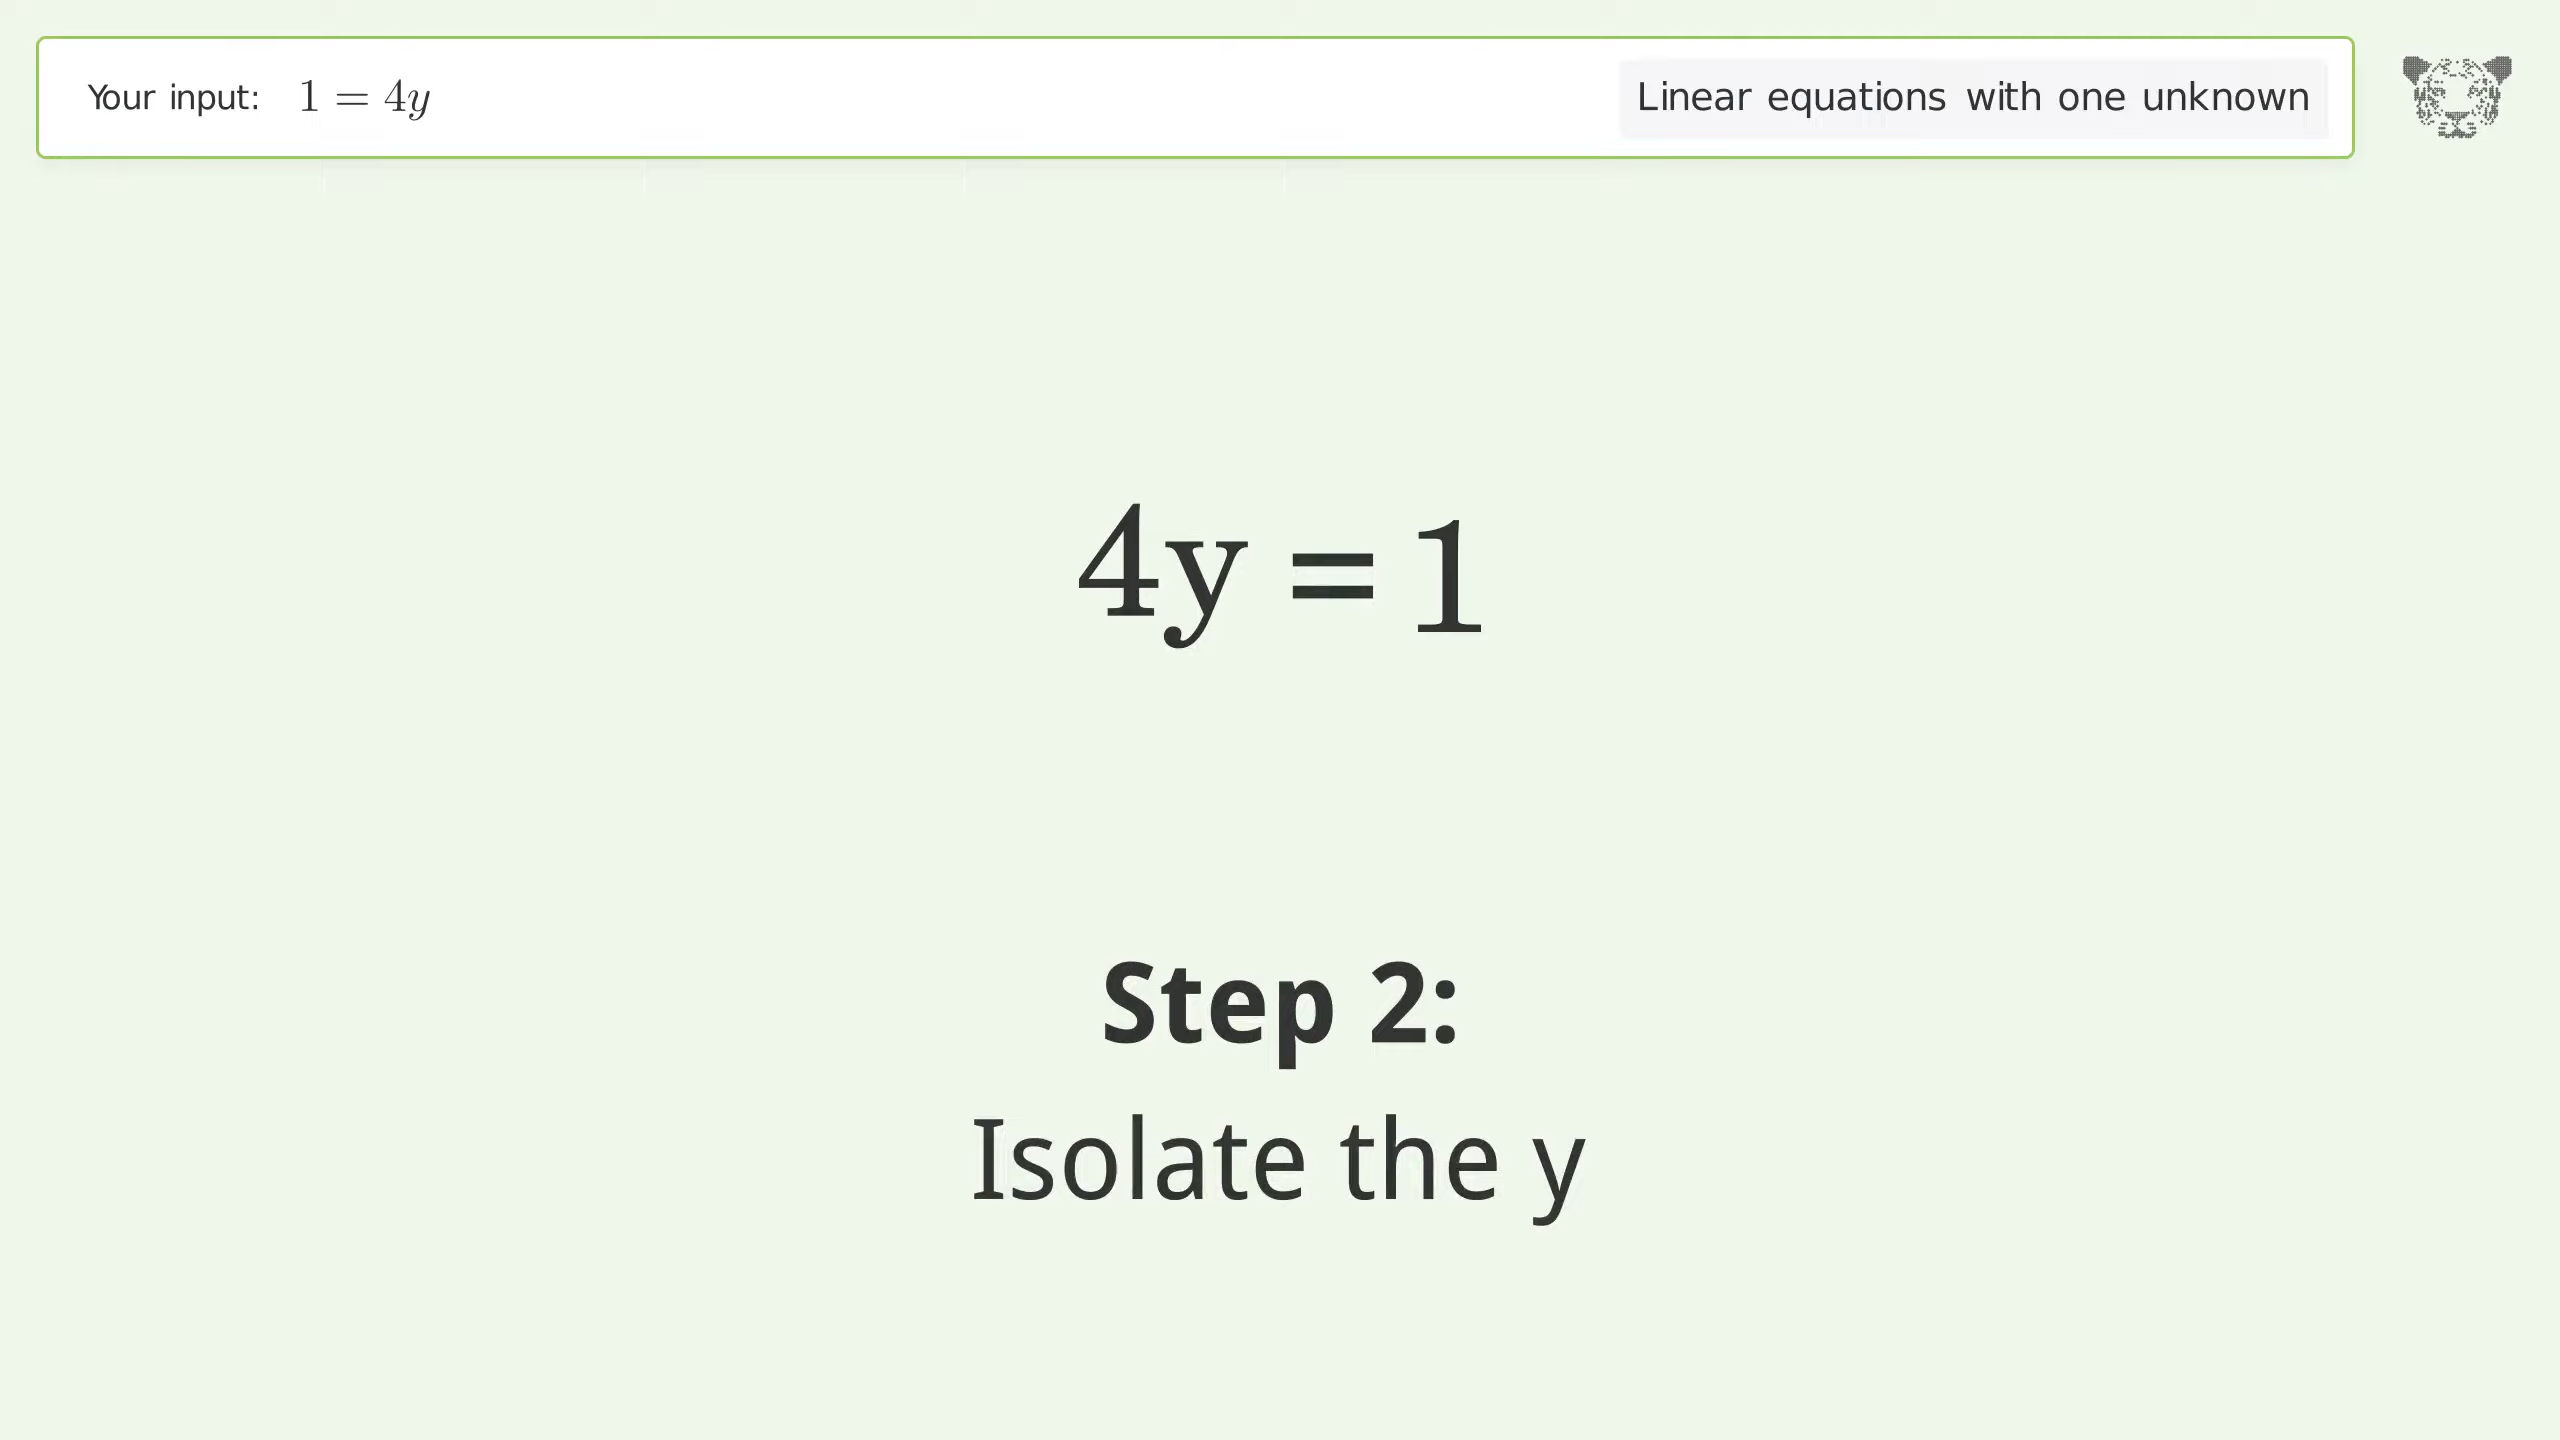 Your input: 1 = 4y
Linear equations with one unknown
4y = 1
Step 2:
Isolate the y